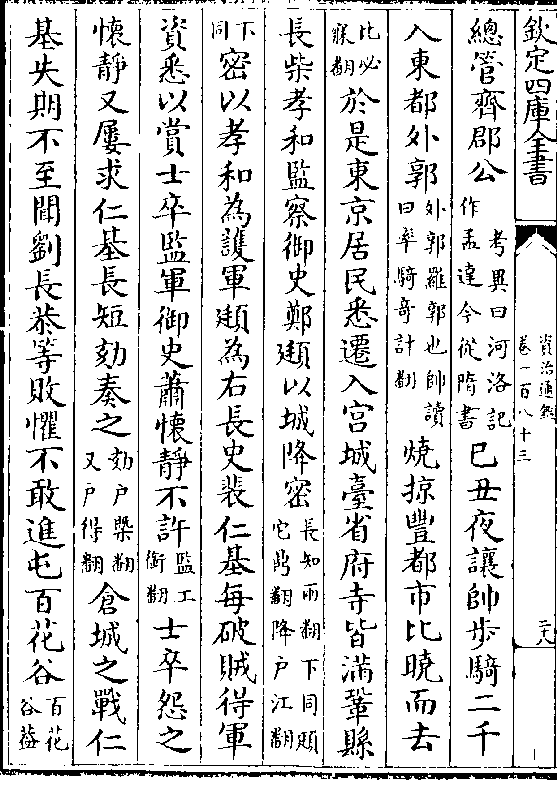 欽定四庫全書
資治通鑑
卷一百八十三
二十八
總管齊郡公考異曰河洛記作孟達今從隋書己丑夜讓帥步騎二千
入東都外郭外郭羅郭也帥讀曰率騎奇計翻燒掠豐都市比曉而去
比必寐翻於是東京居民悉遷入宮城臺省府寺皆滿鞏縣
長柴孝和監察御史鄭頲以城降密長知兩翻下同頲它鼎翻降戶江翻
下同密以孝和為護軍頲為右長史裴仁基每破賊得軍
資悉以賞士卒監軍御史蕭懷靜不許監工銜翻士卒怨之
懷靜又屢求仁基長短劾奏之劾戶槩翻又戶得翻倉城之戰仁
基失期不至聞劉長恭等敗懼不敢進屯百花谷百花谷葢